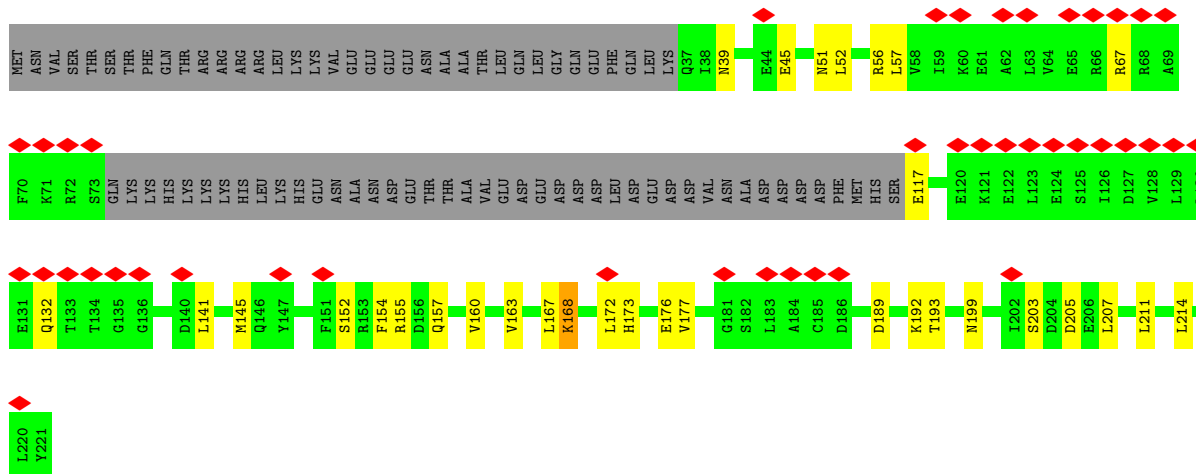 MET ASN VAL SER THR SER THR PHE GLN THR ARG ARG ARG ARG LEU LYS LYS VAL GLU GLU GLU GLU ASN ALA ALA THR LEU GLN LEU GLY GLN GLU PHE GLN LEU LYS Q37 I38 N39 E44 E45 N51 L52 R56 L57 V58 I59 K60 E61 A62 L63 V64 E65 R66 R67 R68 A69
F70 K71 R72 S73 GLN LYS LYS HIS LYS LYS LYS HIS LEU LYS HIS GLU ASN ALA ASN ASP GLU THR THR ALA VAL GLU ASP GLU ASP ASP ASP LEU ASP GLU ASP ASP VAL ASN ALA ASP ASP ASP ASP PHE MET HIS SER E117 E120 K121 E122 L123 E124 S125 I126 D127 V128 L129
E131 Q132 T133 T134 G135 G136 D140 L141 M145 Q146 Y147 F151 S152 R153 F154 R155 D156 Q157 V160 V163 L167 K168 L172 H173 E176 V177 G181 S182 L183 A184 C185 D186 D189 K192 T193 N199 I202 S203 D204 D205 E206 L207 L211 L214
L220 Y221